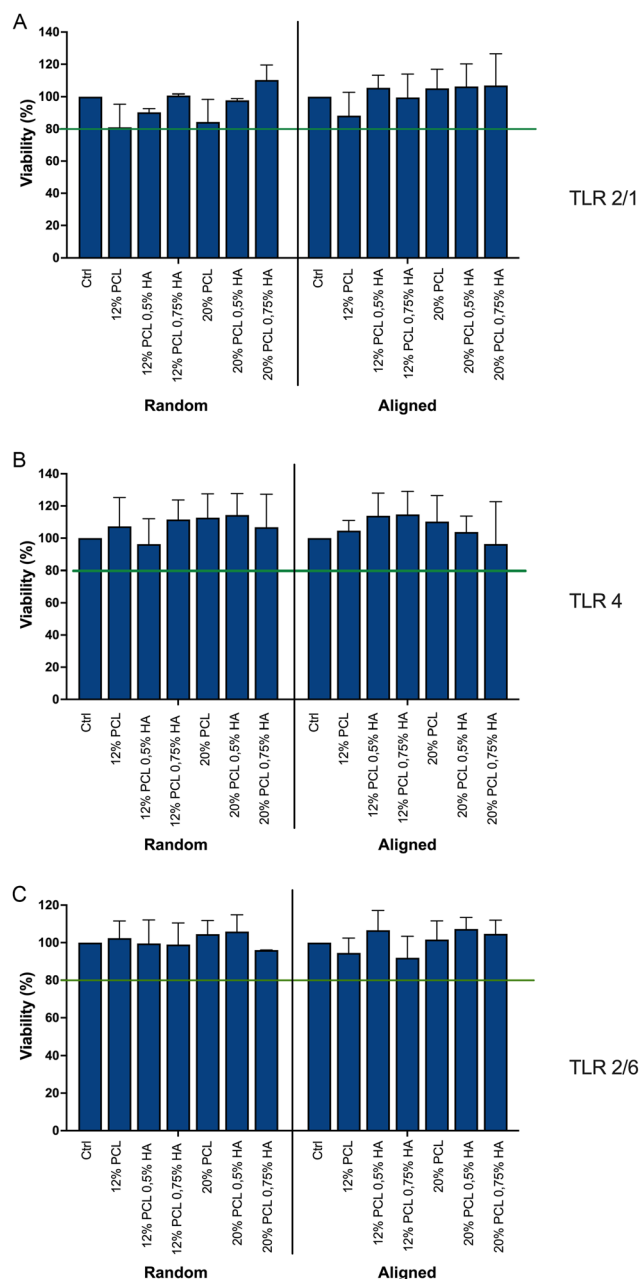 A
140
120
100
80
60
40
20
0
Viability (%)
Ctrl
12% PCL
12% PCL 0,5% HA
12% PCL 0,75% HA
20% PCL
20% PCL 0,5% HA
20% PCL 0,75% HA
Ctrl
12% PCL
12% PCL 0,5% HA
12% PCL 0,75% HA
20% PCL
20% PCL 0,5% HA
20% PCL 0,75% HA
Random
Aligned
TLR 2/1
B
140
120
100
80
60
40
20
0
Viability (%)
Ctrl
12% PCL
12% PCL 0,5% HA
12% PCL 0,75% HA
20% PCL
20% PCL 0,5% HA
20% PCL 0,75% HA
Ctrl
12% PCL
12% PCL 0,5% HA
12% PCL 0,75% HA
20% PCL
20% PCL 0,5% HA
20% PCL 0,75% HA
Random
Aligned
TLR 4
C
120
100
80
60
40
20
0
Viability (%)
Ctrl
12% PCL
12% PCL 0,5% HA
12% PCL 0,75% HA
20% PCL
20% PCL 0,5% HA
20% PCL 0,75% HA
Ctrl
12% PCL
12% PCL 0,5% HA
12% PCL 0,75% HA
20% PCL
20% PCL 0,5% HA
20% PCL 0,75% HA
Random
Aligned
TLR 2/6